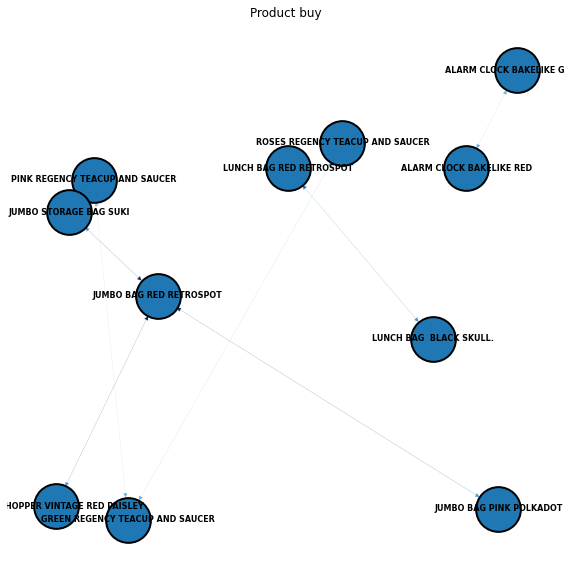 Product buy
ALARM CLOCK BAKELIKE G
ROSES REGENCY TEACUP AND SAUCER
LUNCH BAG RED RETROSPOT
ALARM CLOCK BAKELIKE RED
PINK REGENCY TEACUP AND SAUCER
JUMBO STORAGE BAG SUKI
JUMBO BAG RED RETROSPOT
LUNCH BAG  BLACK SKULL.
HOPPER VINTAGE RED PAISLEY
JUMBO BAG PINK POLKADOT
GREEN REGENCY TEACUP AND SAUCER